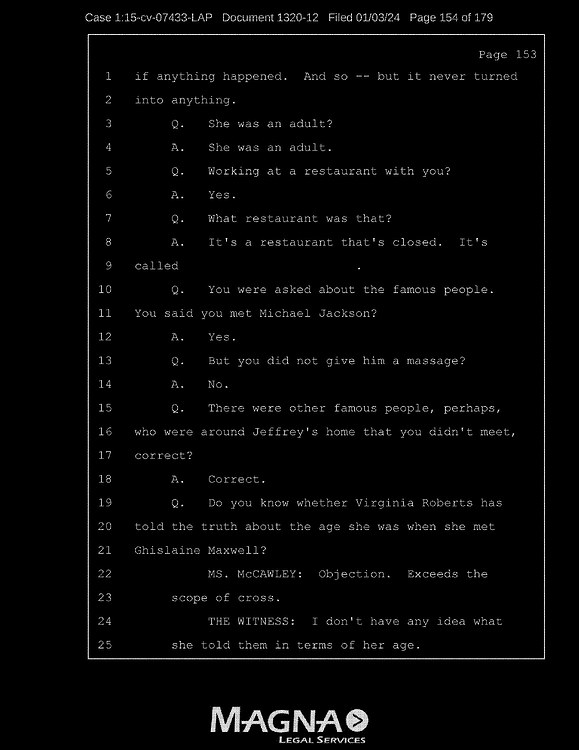 Case 1:15-cv-07433-LAP Document 1320-12 Filed 01/03/24 Page 154 of 179
Page 153
1 if anything happened. And so -- but it never turned
2 into anything.
3 Q. She was an adult?
4 A. She was an adult.
5 Q. Working at a restaurant with you?
6 A. Yes.
7 Q. What restaurant was that?
8 A. It's a restaurant that's closed. It's
9 called .
10 Q. You were asked about the famous people.
11 You said you met Michael Jackson?
12 A. Yes.
13 Q. But you did not give him a massage?
14 A. No.
15 Q. There were other famous people, perhaps,
16 who were around Jeffrey's home that you didn't meet,
17 correct?
18 A. Correct.
19 Q. Do you know whether Virginia Roberts has
20 told the truth about the age she was when she met
21 Ghislaine Maxwell?
22 MS. McCAWLEY: Objection. Exceeds the
23 scope of cross.
24 THE WITNESS: I don't have any idea what
25 she told them in terms of her age.
MAGNA
LEGAL SERVICES